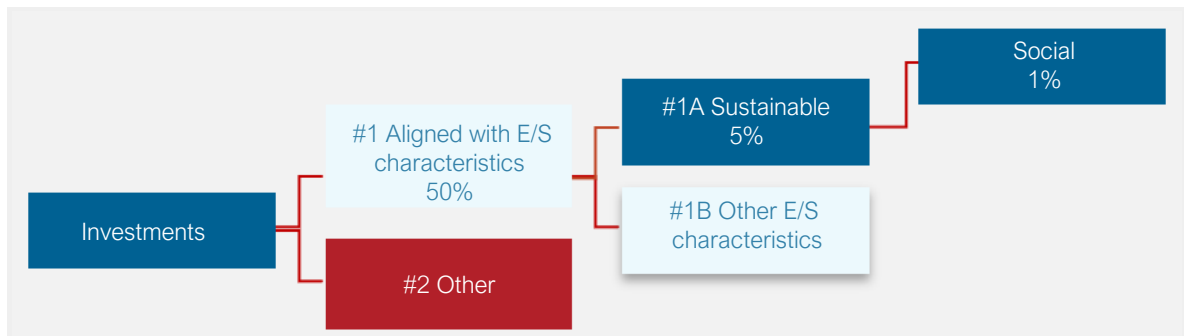 Investments
#1 Aligned with E/S
characteristics
50%
#2 Other
#1A Sustainable
5%
#1B Other E/S
characteristics
Social
1%